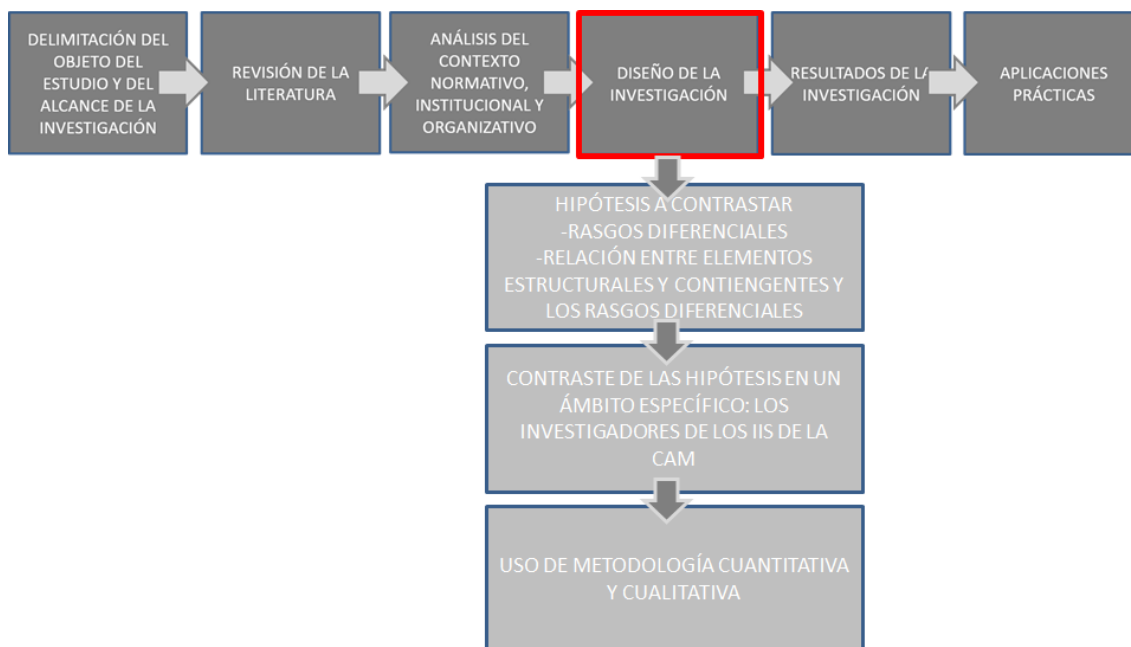 DELIMITACIÓN DEL
OBJETO DEL
ESTUDIO Y DEL
ALCANCE DE LA
INVESTIGACIÓN
REVISIÓN DE LA
LITERATURA
ANÁLISIS DEL
CONTEXTO
NORMATIVO,
INSTITUCIONAL Y
ORGANIZATIVO
DISEÑO DE LA
INVESTIGACIÓN
RESULTADOS DE LA
INVESTIGACIÓN
APLICACIONES
PRÁCTICAS
HIPÓTESIS A CONTRASTAR
-RASGOS DIFERENCIALES
-RELACIÓN ENTRE ELEMENTOS
ESTRUCTURALES Y CONTIENGENTES Y
LOS RASGOS DIFERENCIALES
CONTRASTE DE LAS HIPÓTESIS EN UN
ÁMBITO ESPECÍFICO: LOS
INVESTIGADORES DE LOS IIS DE LA
CAM
USO DE METODOLOGÍA CUANTITATIVA
Y CUALITATIVA